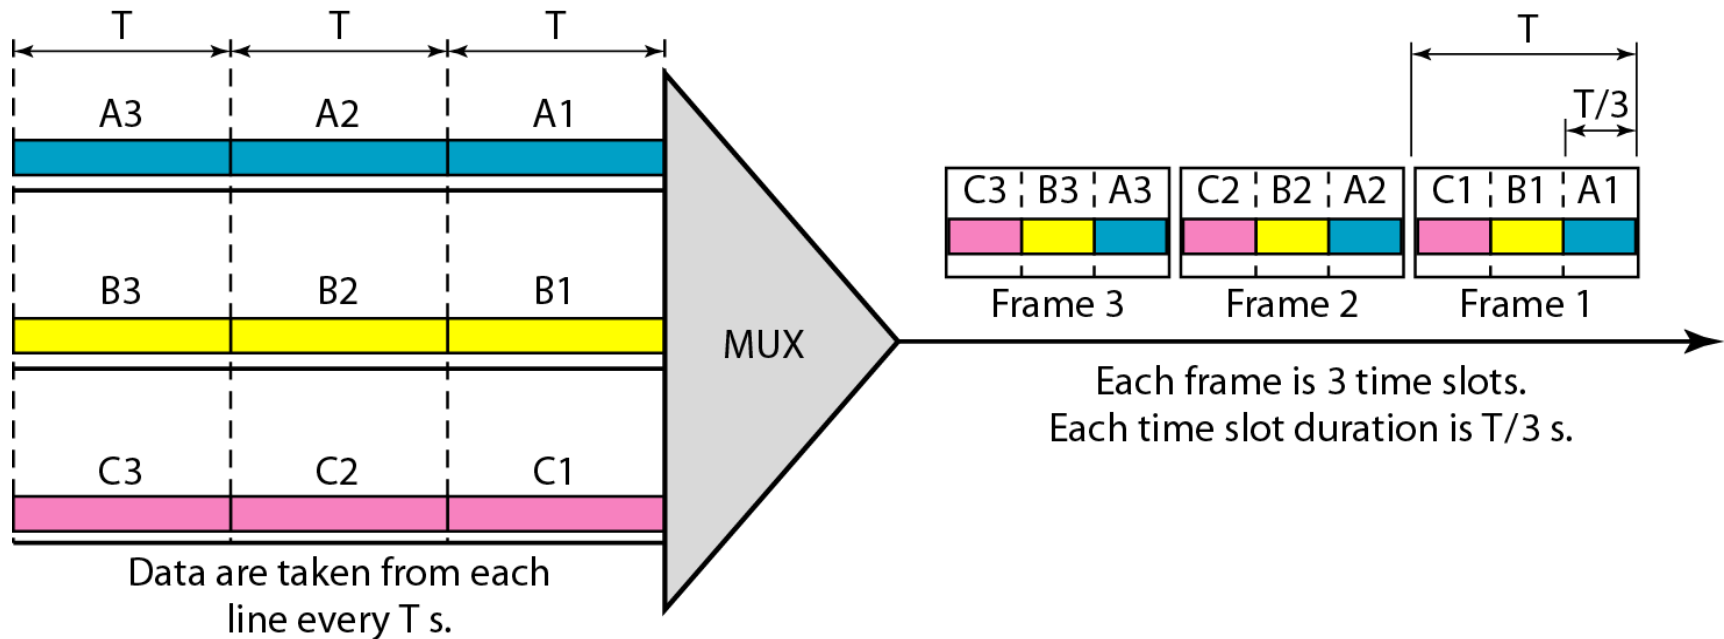 T T T T
T/3
A3 A2 A1
C3 B3 A3 C2 B2 A2 C1 B1 A1
B3 B2 B1
Frame 3 Frame 2 Frame 1
MUX
Each frame is 3 time slots.
Each time slot duration is T/3 s.
C3 C2 C1
Data are taken from each
line every T s.